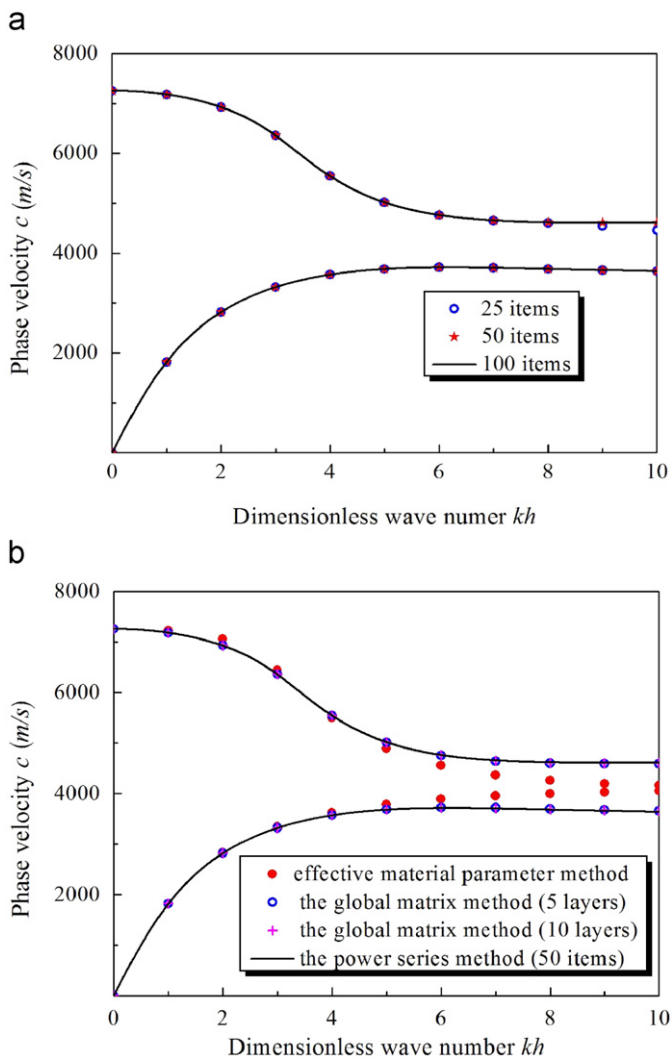 a
8000
6000
4000
2000
Phase velocity c (m/s)
25 items
50 items
100 items
0 2 4 6 8 10
Dimensionless wave numer kh
b
8000
6000
4000
2000
0
Phase velocity c (m/s)
effective material parameter method
the global matrix method (5 layers)
the global matrix method (10 layers)
the power series method (50 items)
0 2 4 6 8 10
Dimensionless wave number kh